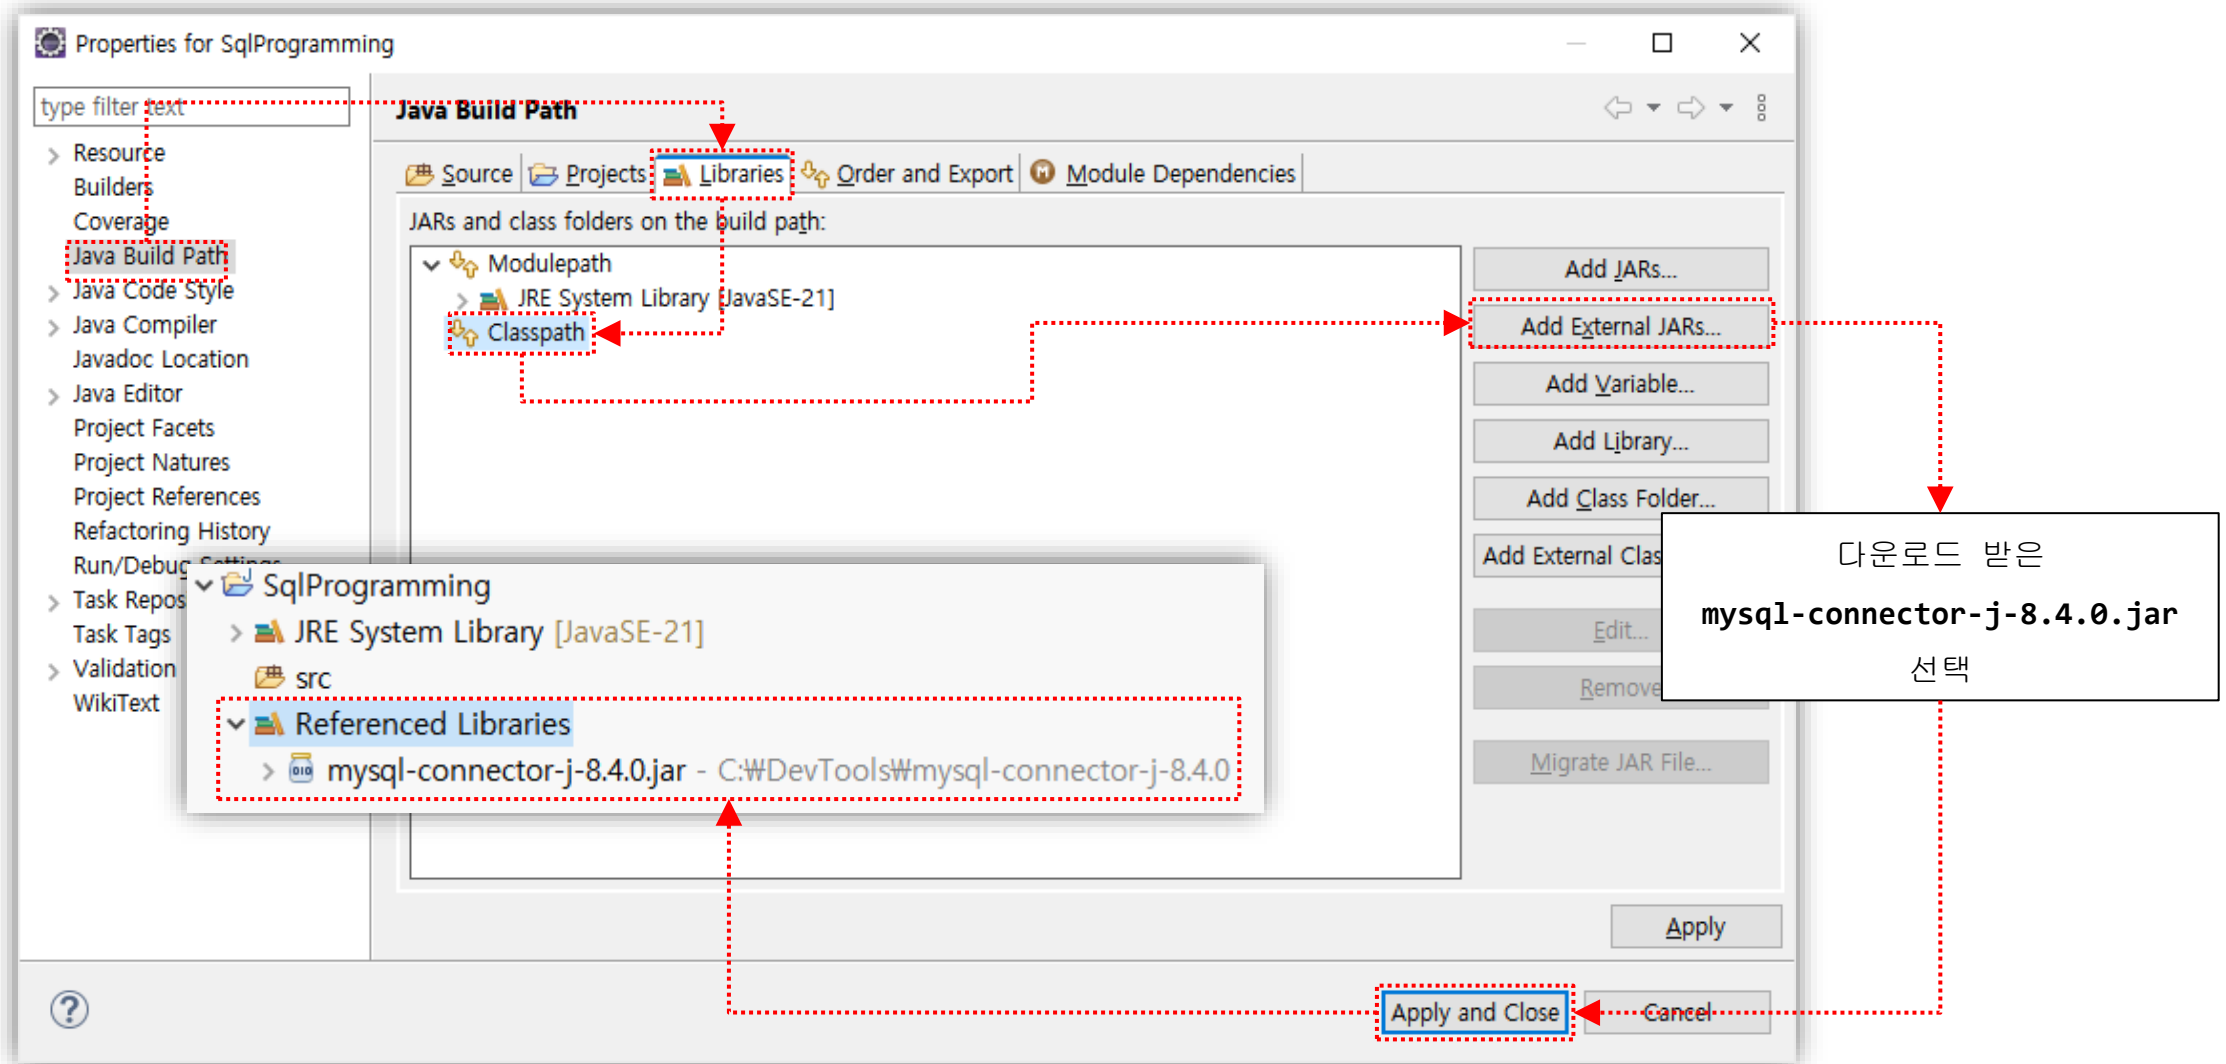 Properties for SqlProgramming
type filter text
Resource
Builders
Coverage
Java Build Path
Java Code Style
Java Compiler
Javadoc Location
Java Editor
Project Facets
Project Natures
Project References
Refactoring History
Run/Debug Settings
Task Repos
Task Tags
Validation
WikiText
Java Build Path
Source
Projects
Libraries
Order and Export
Module Dependencies
JARs and class folders on the build path:
Modulepath
JRE System Library [JavaSE-21]
Classpath
Add JARs...
Add External JARs...
Add Variable...
Add Library...
Add Class Folder...
Add External Clas
Edit...
Remove
Migrate JAR File...
다운로드 받은
mysql-connector-j-8.4.0.jar
선택
SqlProgramming
JRE System Library [JavaSE-21]
src
Referenced Libraries
mysql-connector-j-8.4.0.jar - C:₩DevTools₩mysql-connector-j-8.4.0
Apply
Apply and Close
Cancel